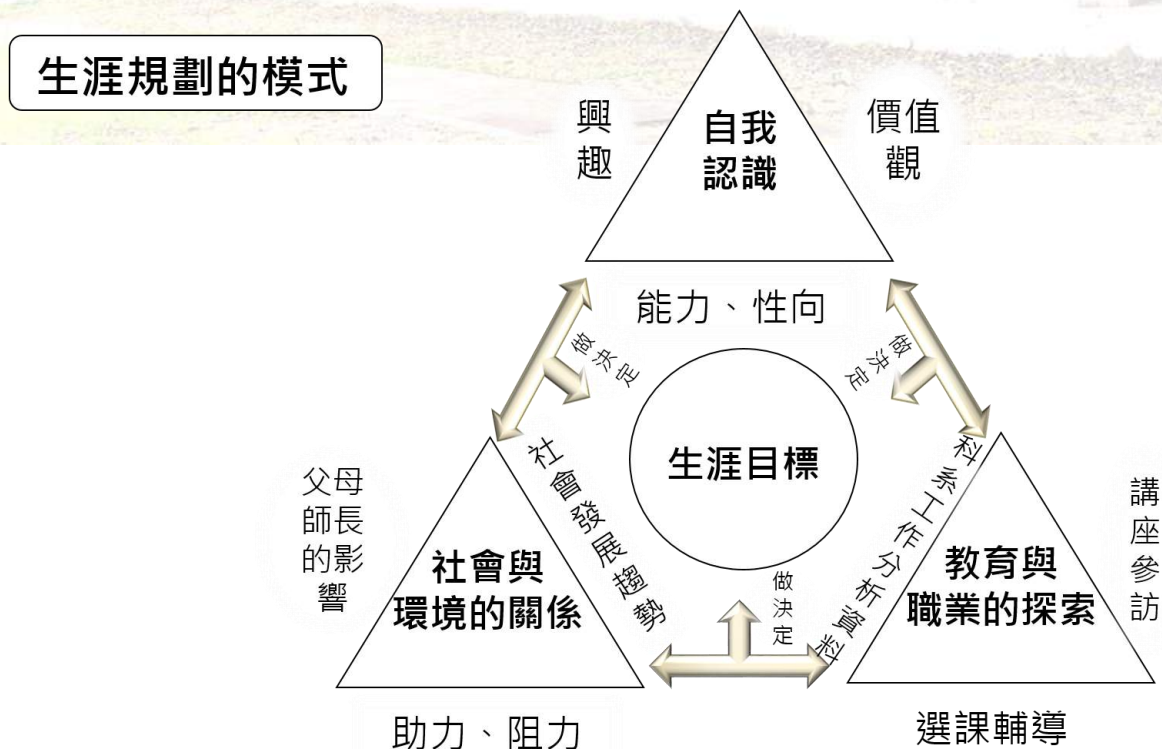 生涯規劃的模式
興趣
自我
認識
價值
觀
能力、性向
做決定
做決定
生涯目標
社會發展趨勢
科系工作分析資料
父母
師長
的影
響
社會與
環境的關係
做決定
教育與
職業的探索
講座參訪
助力、阻力
選課輔導